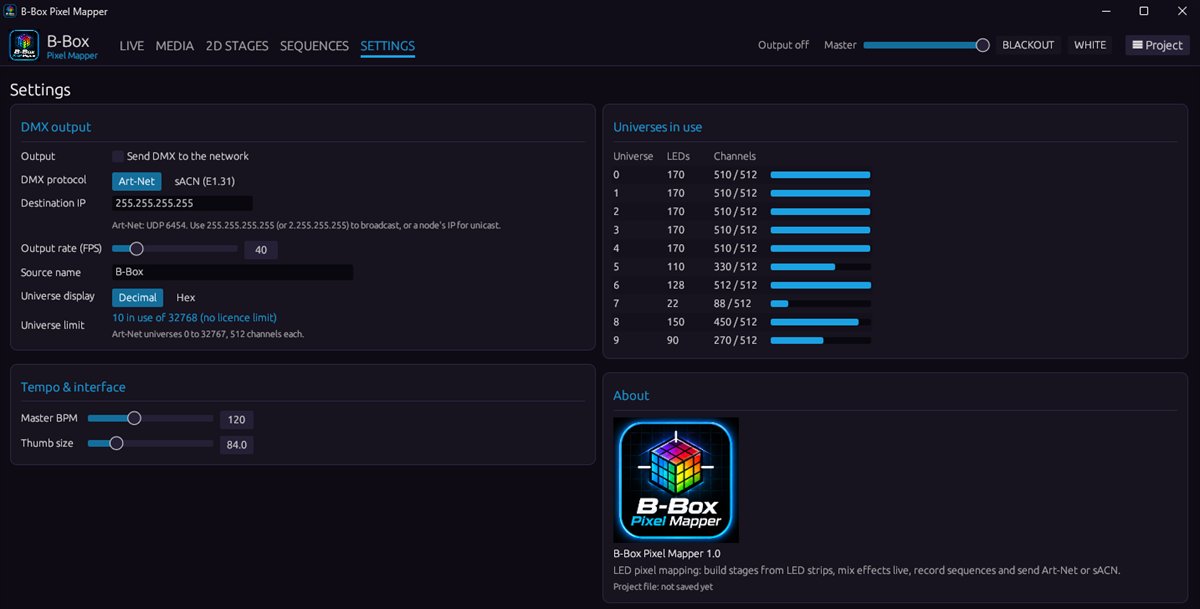 B-Box Pixel Mapper
B-Box
Pixel Mapper
LIVE MEDIA 2D STAGES SEQUENCES SETTINGS
Output off Master BLACKOUT WHITE Project
Settings
DMX output
Output Send DMX to the network
DMX protocol Art-Net sACN (E1.31)
Destination IP 255.255.255.255
Art-Net: UDP 6454. Use 255.255.255.255 (or 2.255.255.255) to broadcast, or a node's IP for unicast.
Output rate (FPS) 40
Source name B-Box
Universe display Decimal Hex
Universe limit 10 in use of 32768 (no licence limit)
Art-Net universes 0 to 32767, 512 channels each.
Tempo & interface
Master BPM 120
Thumb size 84.0
Universes in use
Universe LEDs Channels
0 170 510 / 512
1 170 510 / 512
2 170 510 / 512
3 170 510 / 512
4 170 510 / 512
5 110 330 / 512
6 128 512 / 512
7 22 88 / 512
8 150 450 / 512
9 90 270 / 512
About
B-Box
Pixel Mapper
B-Box Pixel Mapper 1.0
LED pixel mapping: build stages from LED strips, mix effects live, record sequences and send Art-Net or sACN.
Project file: not saved yet